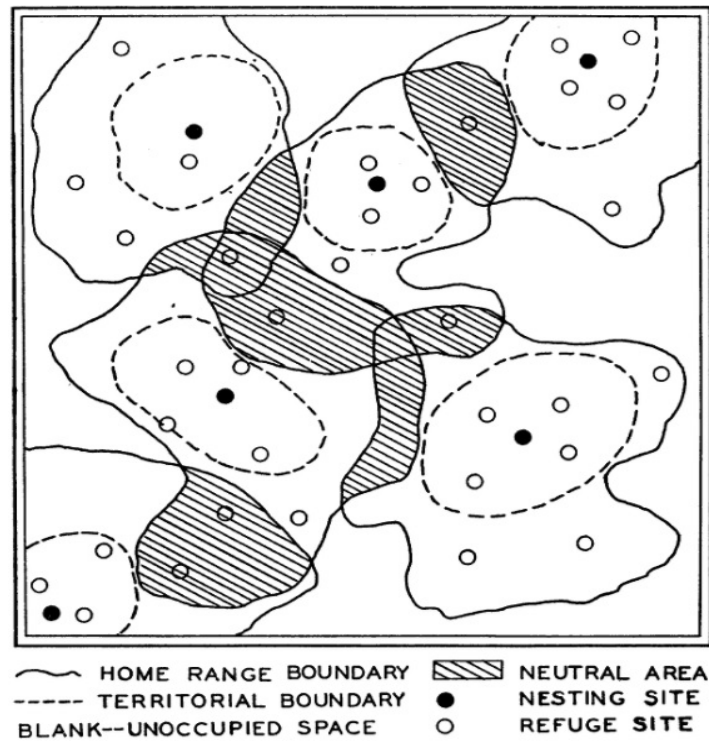 HOME RANGE BOUNDARY
NEUTRAL AREA
TERRITORIAL BOUNDARY
NESTING SITE
BLANK--UNOCCUPIED SPACE
REFUGE SITE